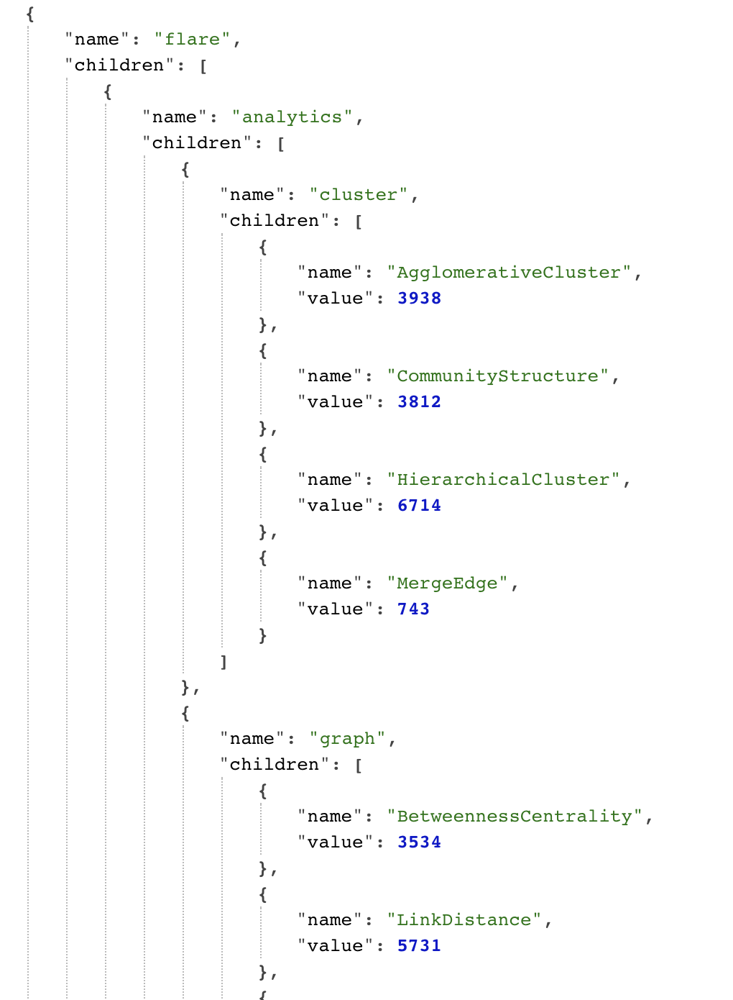 {
"name": "flare",
"children": [
{
"name": "analytics",
"children": [
{
"name": "cluster",
"children": [
{
"name": "AgglomerativeCluster",
"value": 3938
},
{
"name": "CommunityStructure",
"value": 3812
},
{
"name": "HierarchicalCluster",
"value": 6714
},
{
"name": "MergeEdge",
"value": 743
}
]
},
{
"name": "graph",
"children": [
{
"name": "BetweennessCentrality",
"value": 3534
},
{
"name": "LinkDistance",
"value": 5731
},
{